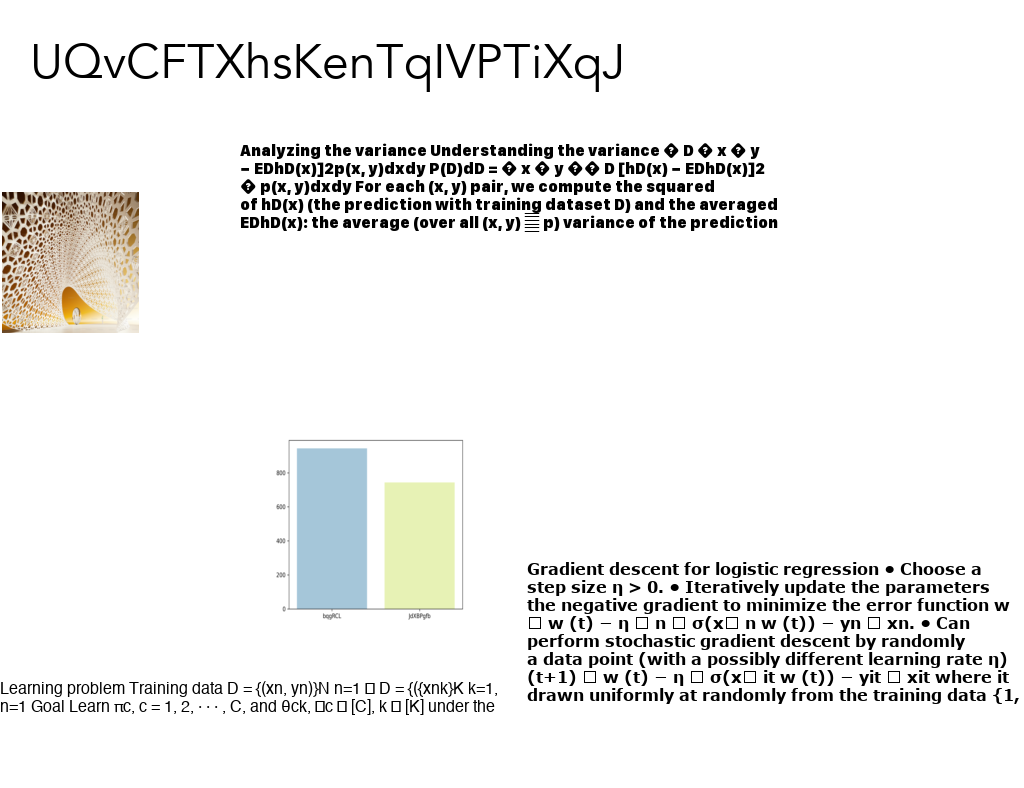 UQvCFTXhsKenTqIVPTiXqJ
Analyzing the variance Understanding the variance � D � x � y
− EDhD(x)]2p(x, y)dxdy P(D)dD = � x � y �� D [hD(x) − EDhD(x)]2
� p(x, y)dxdy For each (x, y) pair, we compute the squared
of hD(x) (the prediction with training dataset D) and the averaged
EDhD(x): the average (over all (x, y) p) variance of the prediction
800
600
400
200
0
bqgRCL JdXBPgfb
Gradient descent for logistic regression • Choose a
step size η > 0. • Iteratively update the parameters
the negative gradient to minimize the error function w
□ w (t) − η □ n □ σ(x□ n w (t)) − yn □ xn. • Can
perform stochastic gradient descent by randomly
a data point (with a possibly different learning rate η)
(t+1) □ w (t) − η □ σ(x□ it w (t)) − yit □ xit where it
drawn uniformly at randomly from the training data {1,
Learning problem Training data D = {(xn, yn)}N n=1 □ D = {({xnk}K k=1,
n=1 Goal Learn πc, c = 1, 2, · · · , C, and θck, □c □ [C], k □ [K] under the